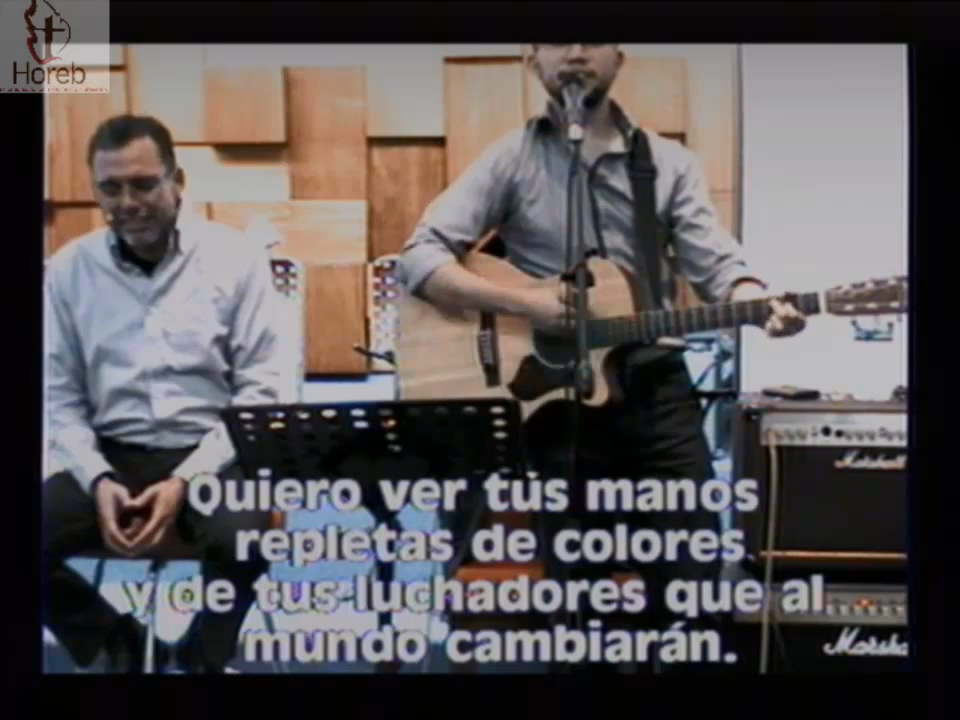 Horeb
Quiero ver tus manos
repletas de colores
y de tus luchadores que al
mundo cambiarán.
Marshall